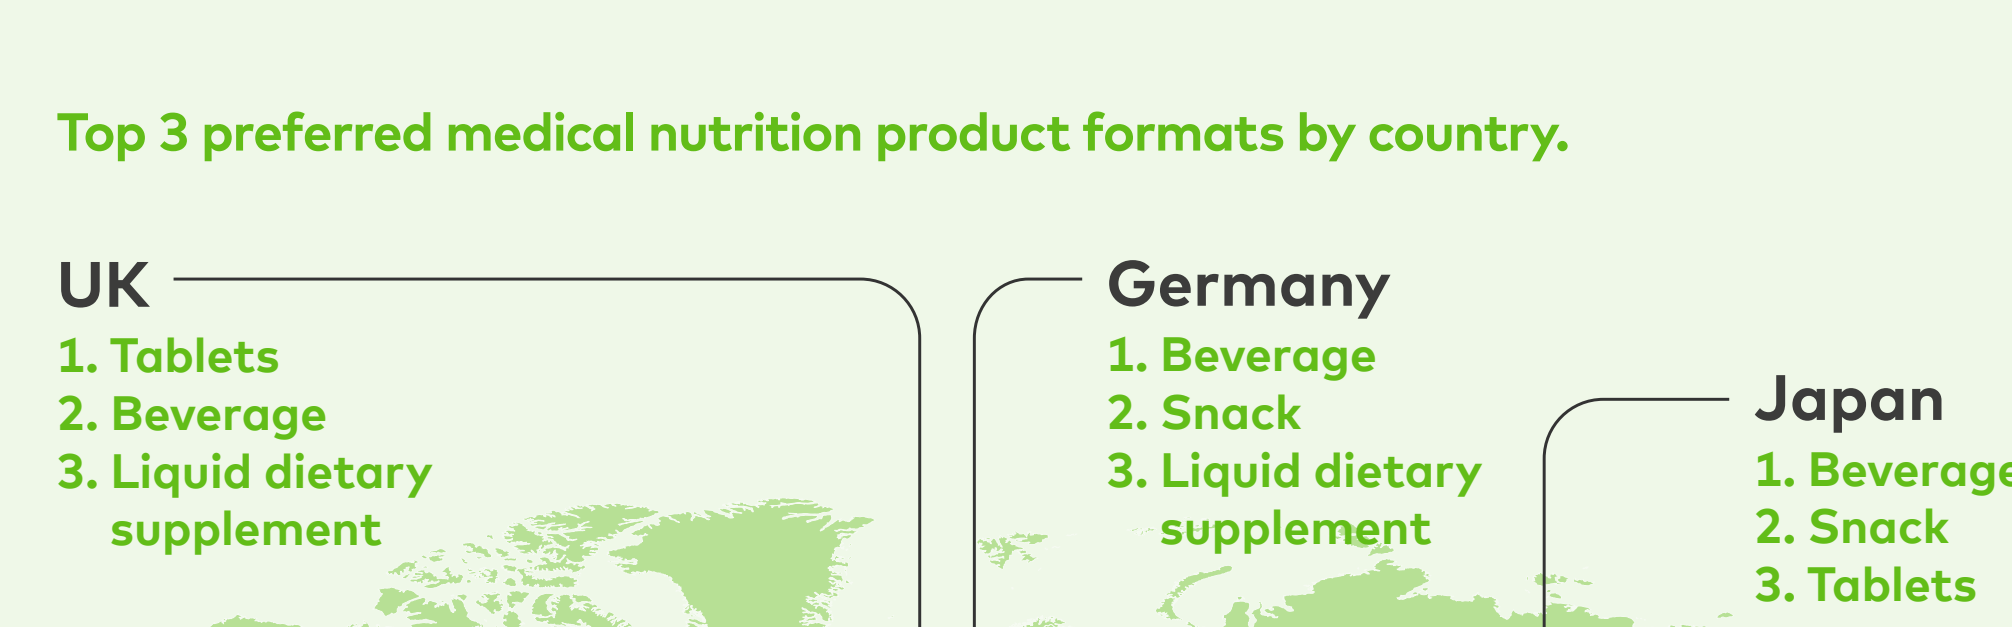 Top 3 preferred medical nutrition product formats by country.
UK
1. Tablets
2. Beverage
3. Liquid dietary
supplement
Germany
1. Beverage
2. Snack
3. Liquid dietary
supplement
Japan
1. Beverage
2. Snack
3. Tablets